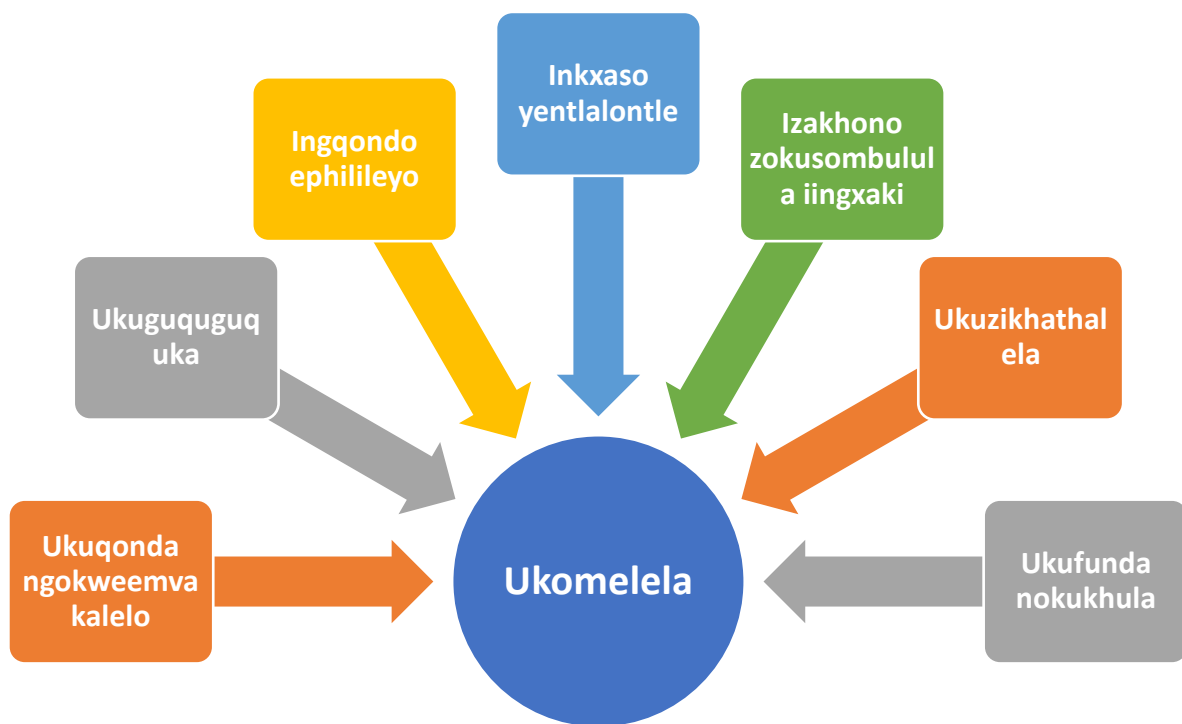 Inkxaso
yentlalontle
Ingqondo
ephilileyo
Izakhono
zokusombulul
a iingxaki
Ukuguquguq
uka
Ukuzikhathal
ela
Ukuqonda
ngokweemva
kalelo
Ukomelela
Ukufunda
nokukhula